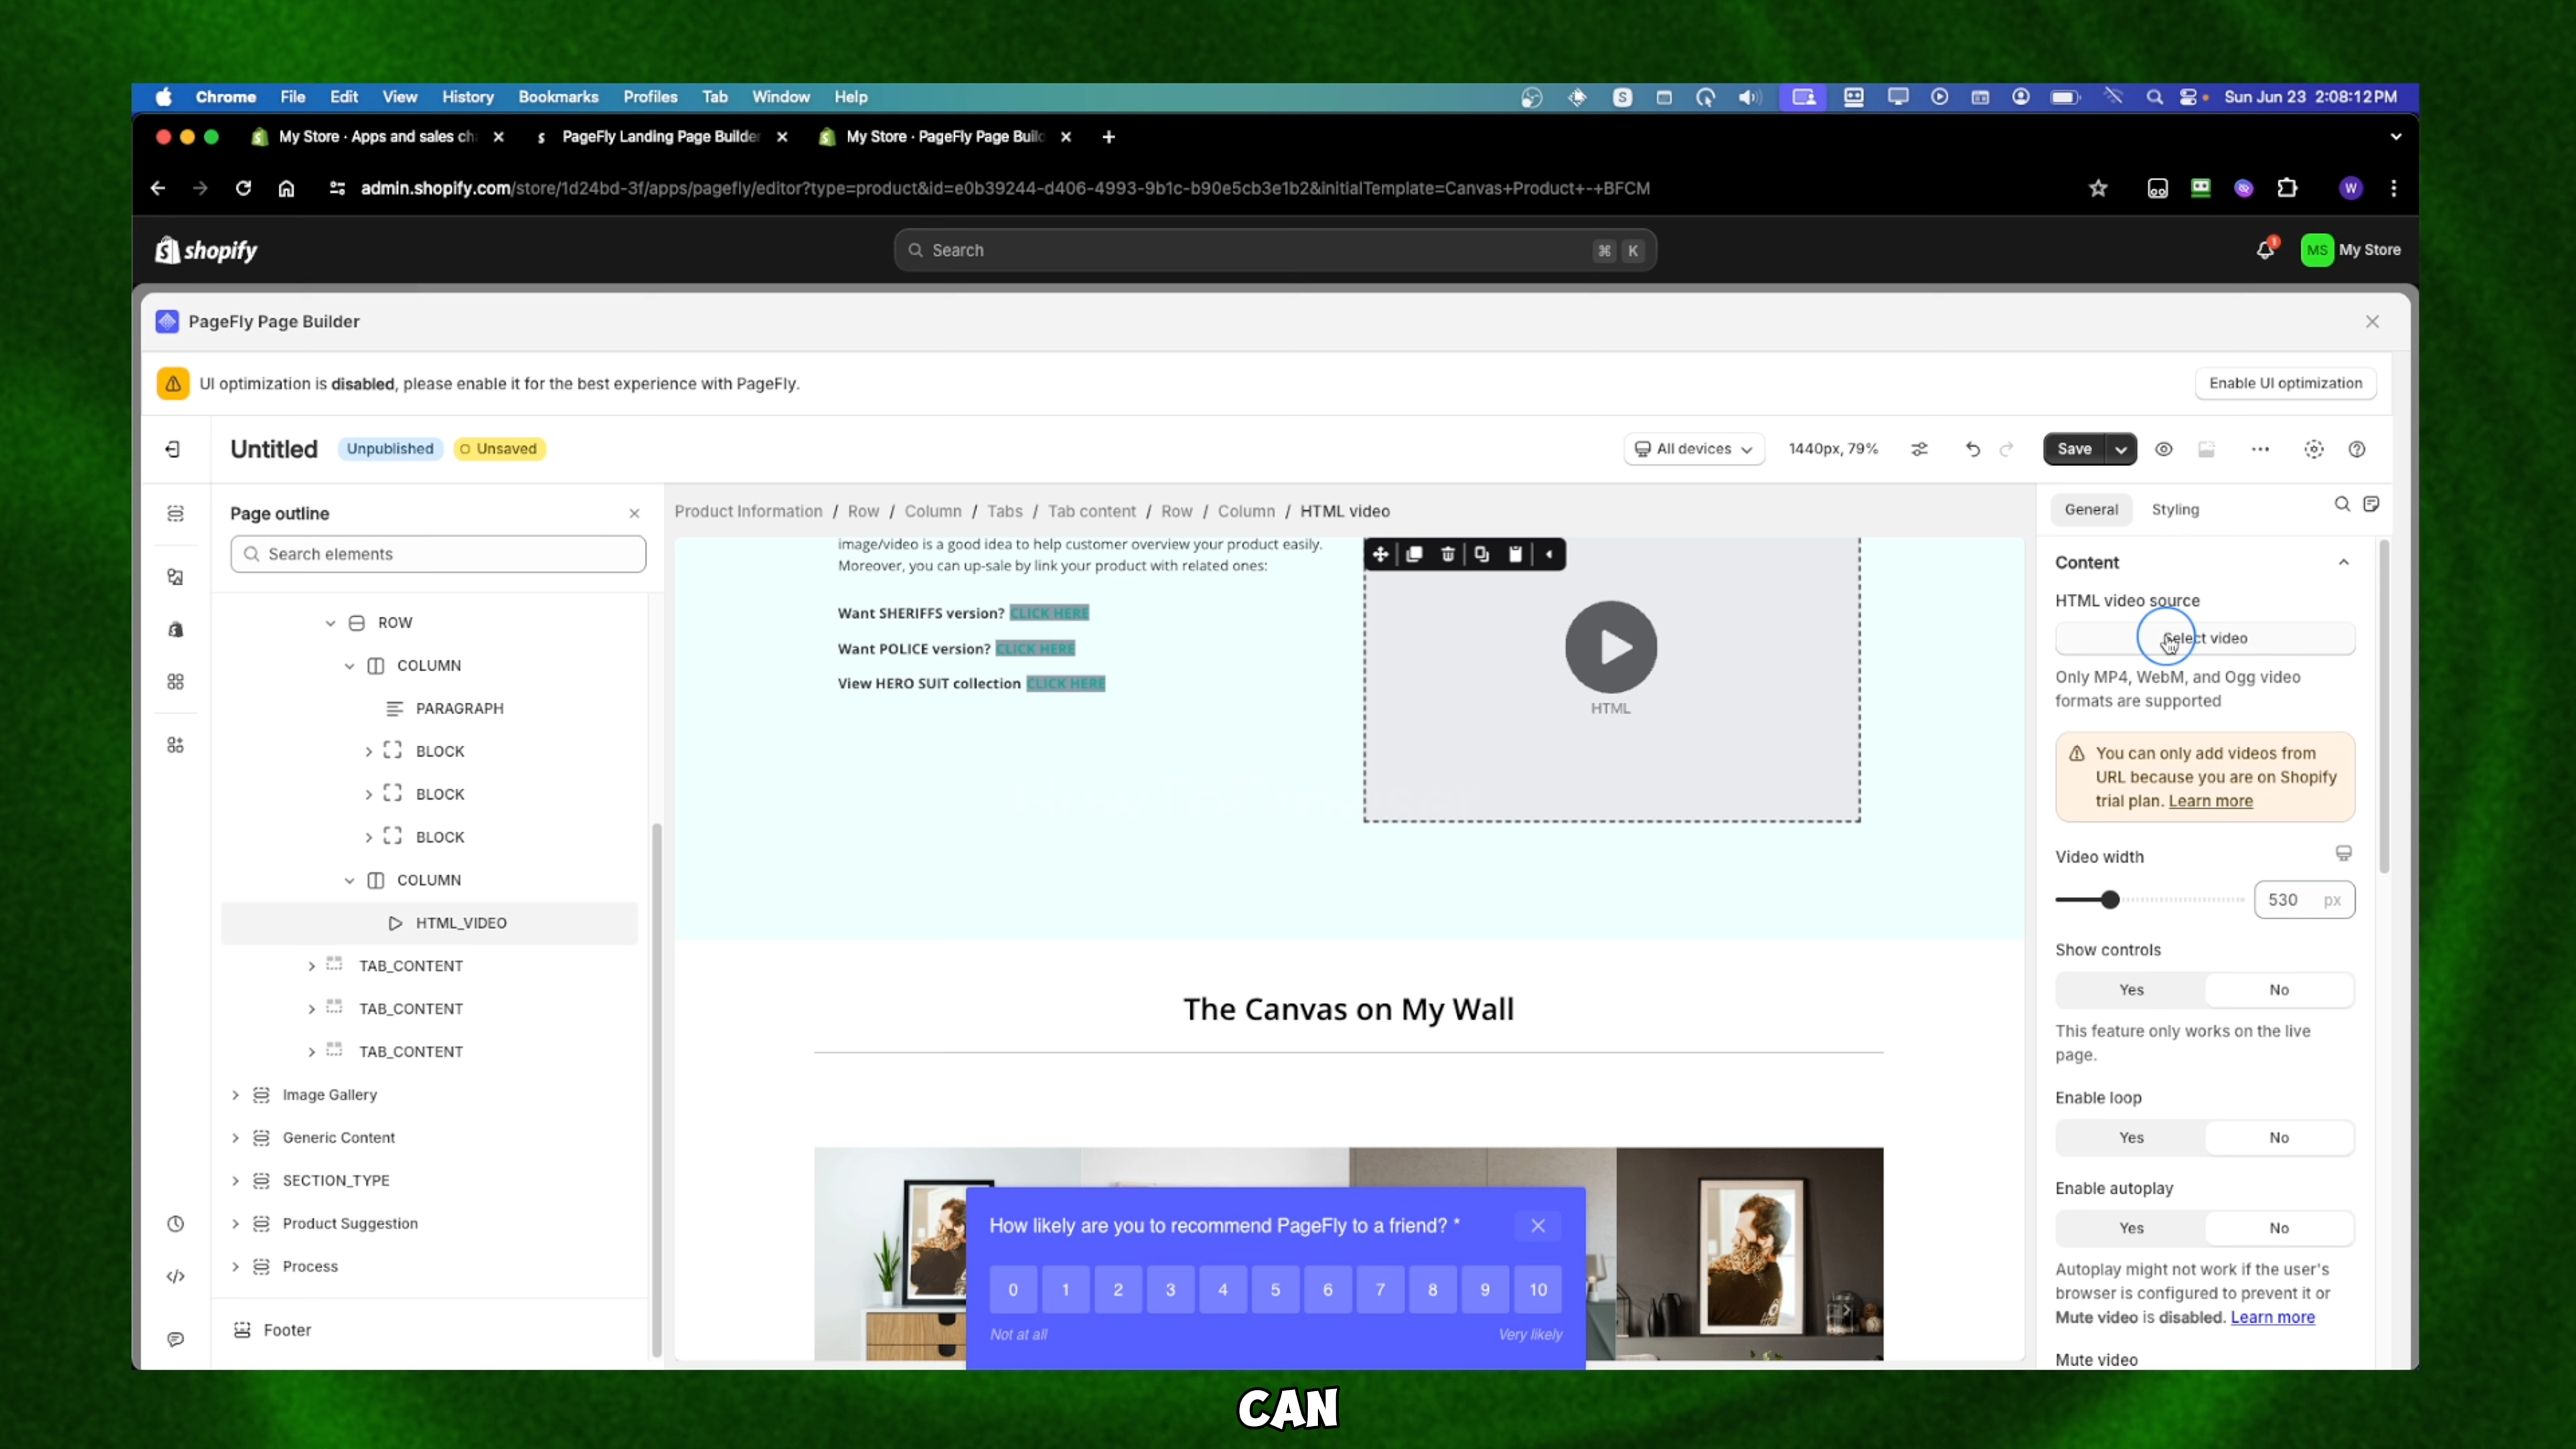 Chrome File Edit View History Bookmarks Profiles Tab Window Help
Sun Jun 23 2:08:12 PM
My Store · Apps and sales ch
PageFly Landing Page Builder
My Store · PageFly Page Build
admin.shopify.com/store/1d24bd-3f/apps/pagefly/editor?type=product&id=e0b39244-d406-4993-9b1c-b90e5cb3e1b2&initialTemplate=Canvas+Product+-+BFCM
W
shopify
Search
⌘ K
1
MS My Store
PageFly Page Builder
UI optimization is disabled, please enable it for the best experience with PageFly.
Enable UI optimization
Untitled
Unpublished
Unsaved
All devices
1440px, 79%
Save
Page outline
Search elements
ROW
COLUMN
PARAGRAPH
BLOCK
BLOCK
BLOCK
COLUMN
HTML_VIDEO
TAB_CONTENT
TAB_CONTENT
TAB_CONTENT
Image Gallery
Generic Content
SECTION_TYPE
Product Suggestion
Process
Footer
Product Information / Row / Column / Tabs / Tab content / Row / Column / HTML video
image/video is a good idea to help customer overview your product easily.
Moreover, you can up-sale by link your product with related ones:
Want SHERIFFS version? CLICK HERE
Want POLICE version? CLICK HERE
View HERO SUIT collection CLICK HERE
HTML
The Canvas on My Wall
How likely are you to recommend PageFly to a friend? *
0 1 2 3 4 5 6 7 8 9 10
Not at all
Very likely
General
Styling
Content
HTML video source
Select video
Only MP4, WebM, and Ogg video
formats are supported
You can only add videos from
URL because you are on Shopify
trial plan. Learn more
Video width
530 px
Show controls
Yes No
This feature only works on the live
page.
Enable loop
Yes No
Enable autoplay
Yes No
Autoplay might not work if the user's
browser is configured to prevent it or
Mute video is disabled. Learn more
Mute video
CAN